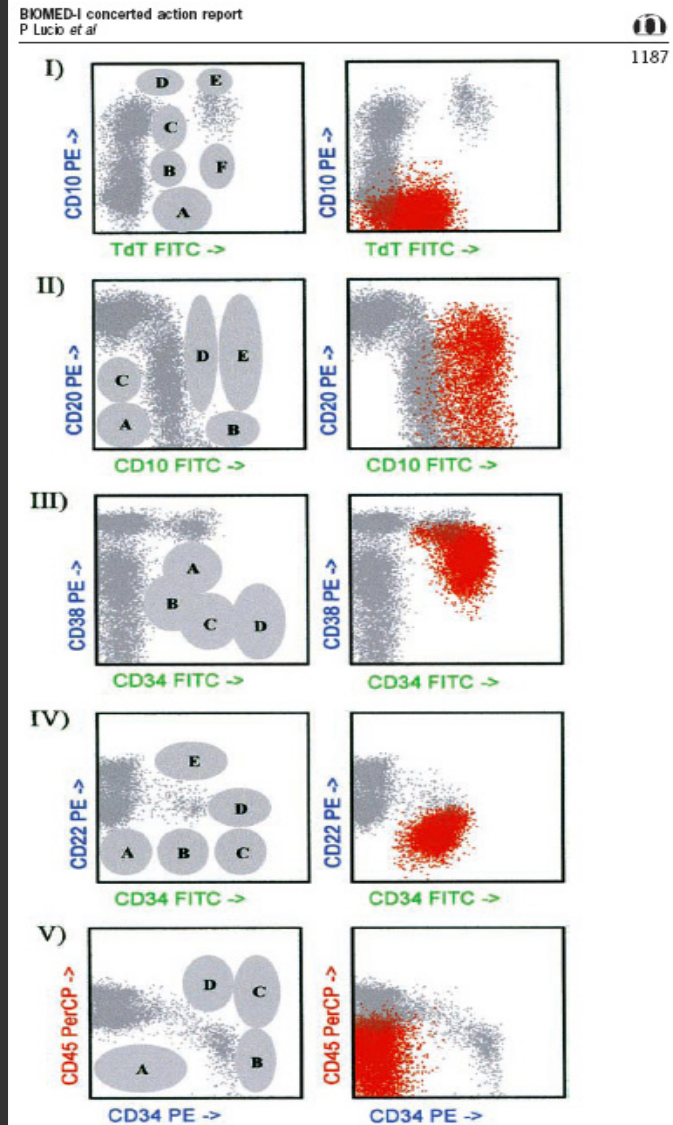 BIOMED-I concerted action report
P Lucio et al
1187
I)
D
E
C
B
F
A
CD10 PE ->
TdT FITC ->
CD10 PE ->
TdT FITC ->
II)
D
E
C
A
B
CD20 PE ->
CD10 FITC ->
CD20 PE ->
CD10 FITC ->
III)
A
B
C
D
CD38 PE ->
CD34 FITC ->
CD38 PE ->
CD34 FITC ->
IV)
E
D
A
B
C
CD22 PE ->
CD34 FITC ->
CD22 PE ->
CD34 FITC ->
V)
D
C
A
B
CD45 PerCP ->
CD34 PE ->
CD45 PerCP ->
CD34 PE ->